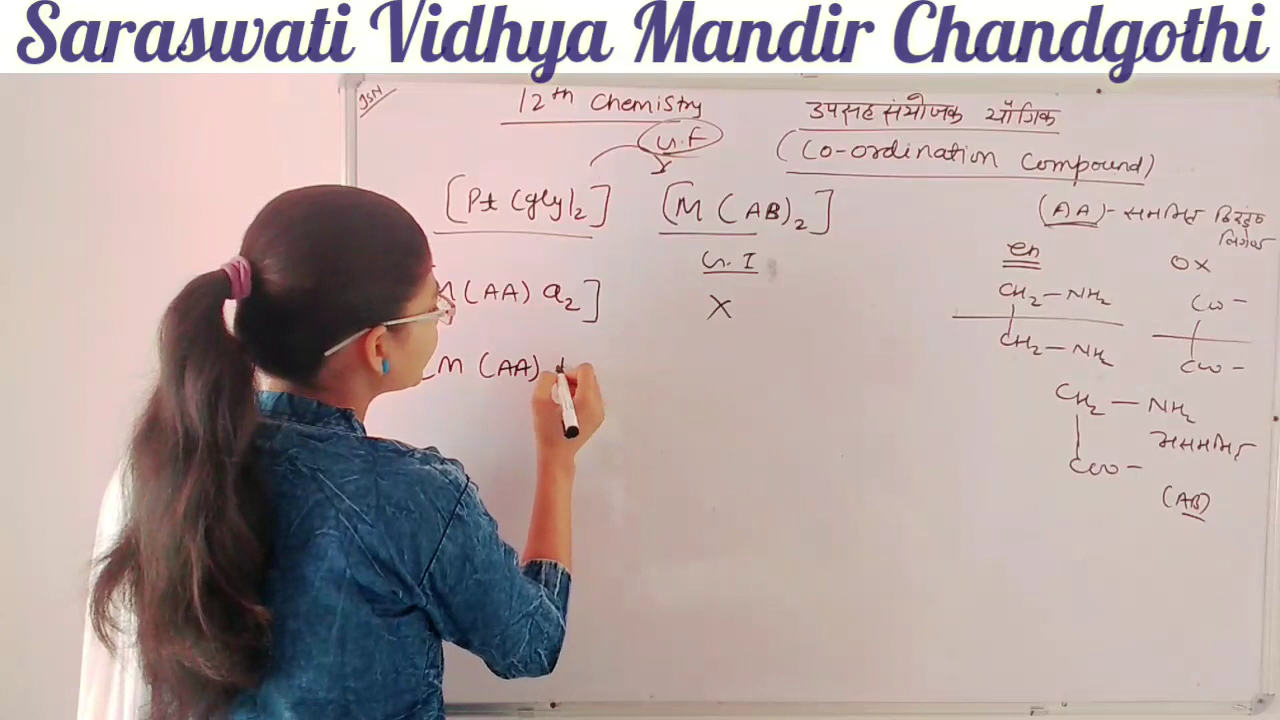 Saraswati Vidhya Mandir Chandgothi
JSN
12th Chemistry
उपसहसंयोजक यौगिक
(Co-ordination Compound)
G.F
[Pt (gly)2] [M (AB)2]
(AA) - सममित द्विदंतुक
लिगेण्ड
G.I
en
OX
M (AA) a2]
X
CH2 - NH2
CH2 - NH2
COO -
COO -
[M (AA)
CH2 - NH2
COO -
असममित
(AB)